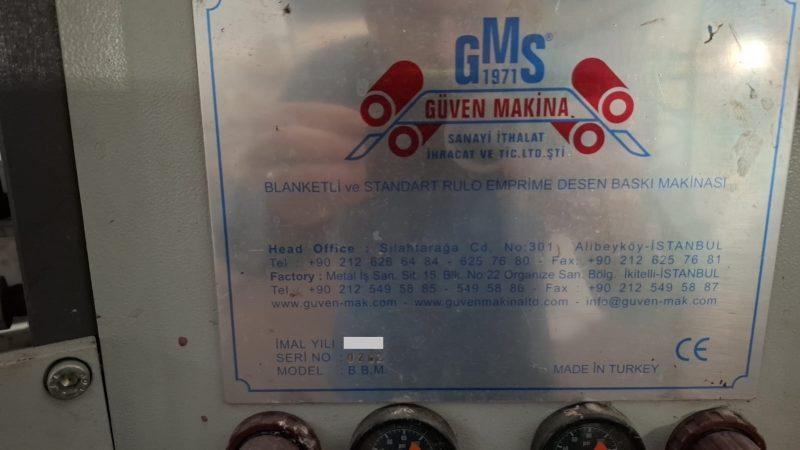 GMS®
1971
GÜVEN MAKİNA
SANAYİ İTHALAT
İHRACAT VE TİC.LTD.ŞTİ
BLANKETLİ ve STANDART RULO EMPRİME DESEN BASKI MAKİNASI
Head Office : Silahtarağa Cd. No:301 Alibeyköy-İSTANBUL
Tel : +90 212 626 64 84 - 625 76 80 - Fax: +90 212 625 76 81
Factory : Metal İş San. Sit. 15. Blk. No:22 Organize San. Bölg. İkitelli-İSTANBUL
Tel : +90 212 549 58 85 - 549 58 86 - Fax : +90 212 549 58 87
www.guven-mak.com - www.guvenmakinaltd.com - info@guven-mak.com
İMAL YILI
SERİ NO :
MODEL : B.B.M.
MADE IN TURKEY
CE